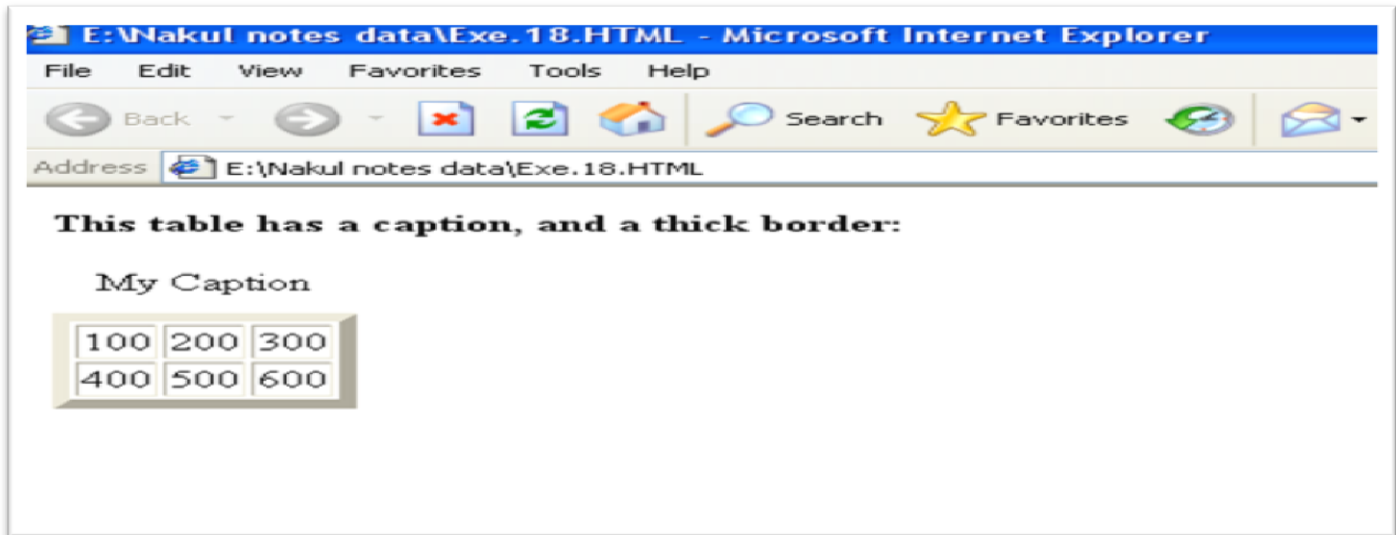 E:\Nakul notes data\Exe.18.HTML - Microsoft Internet Explorer
File Edit View Favorites Tools Help
Back Search Favorites
Address E:\Nakul notes data\Exe.18.HTML
This table has a caption, and a thick border:
My Caption
100 200 300
400 500 600